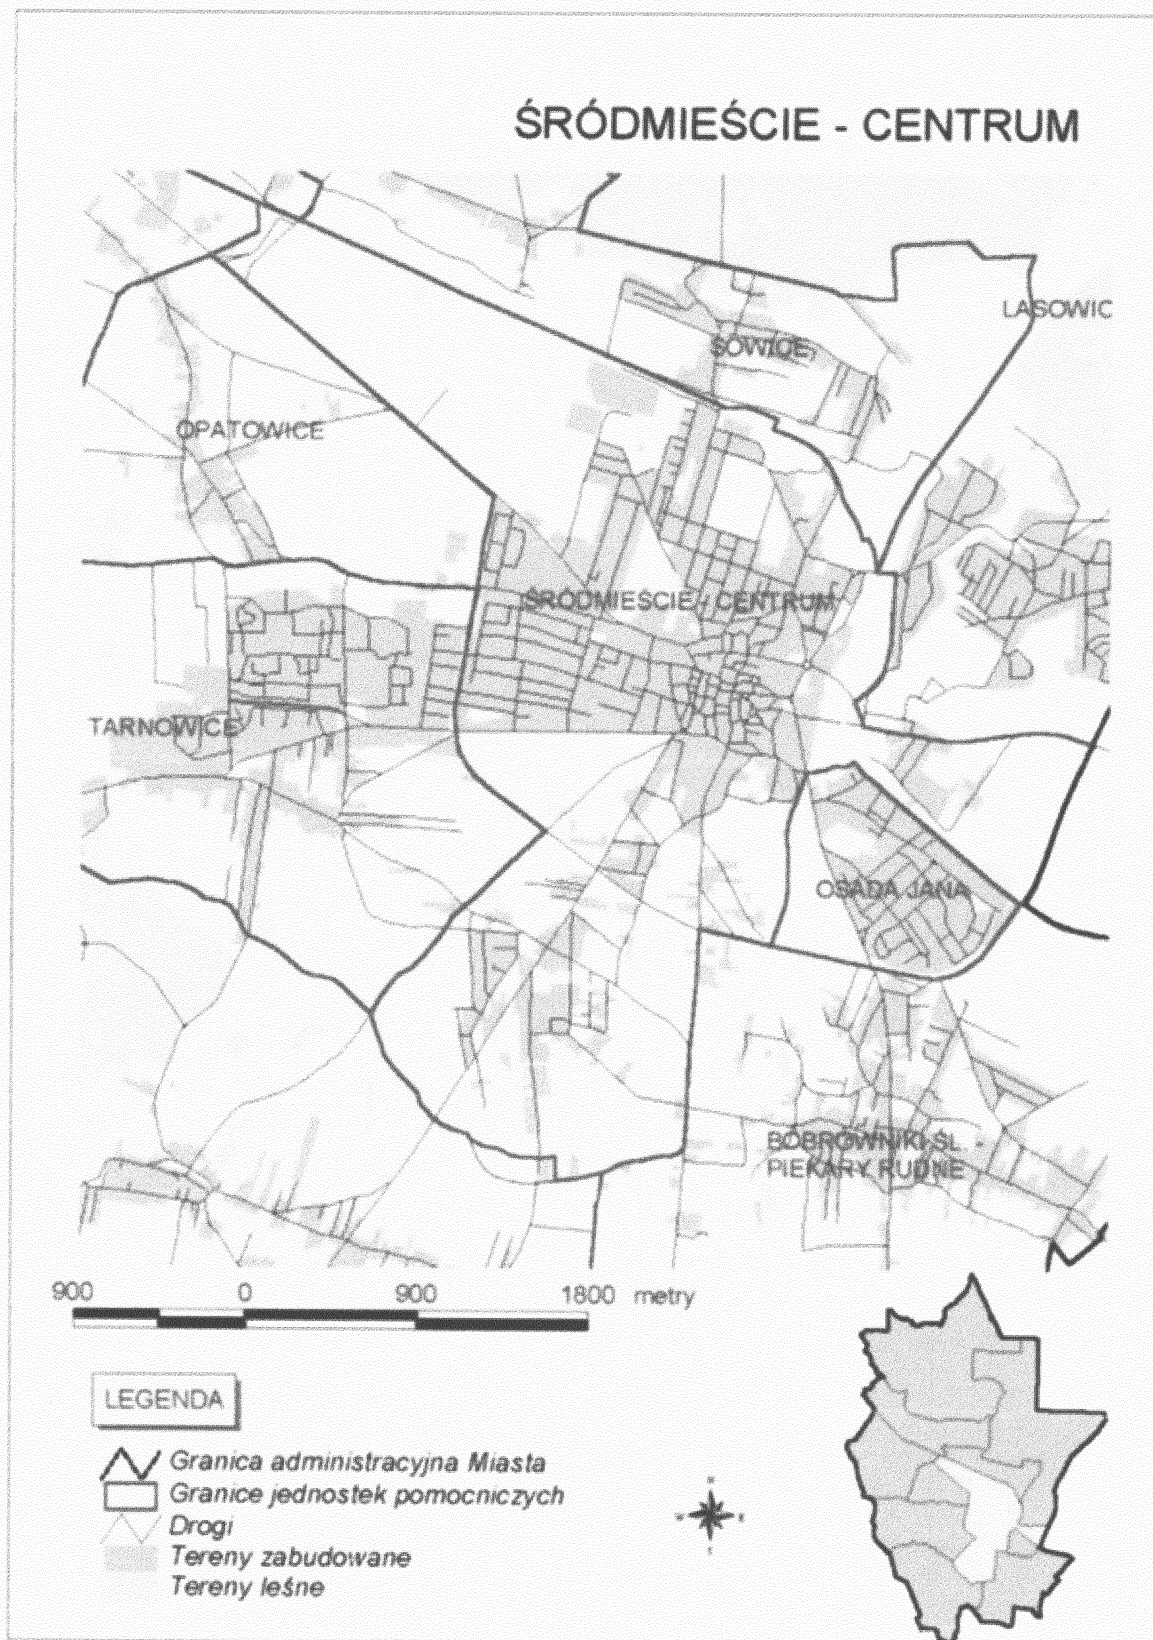 ŚRÓDMIEŚCIE - CENTRUM
LASOWIC
SOWICE
OPATOWICE
ŚRÓDMIEŚCIE - CENTRUM
TARNOWICE
OSADA JANA
BOBROWNIKI ŚL. -
PIEKARY RUDNE
900 0 900 1800 metry
LEGENDA
Granica administracyjna Miasta
Granice jednostek pomocniczych
Drogi
Tereny zabudowane
Tereny leśne